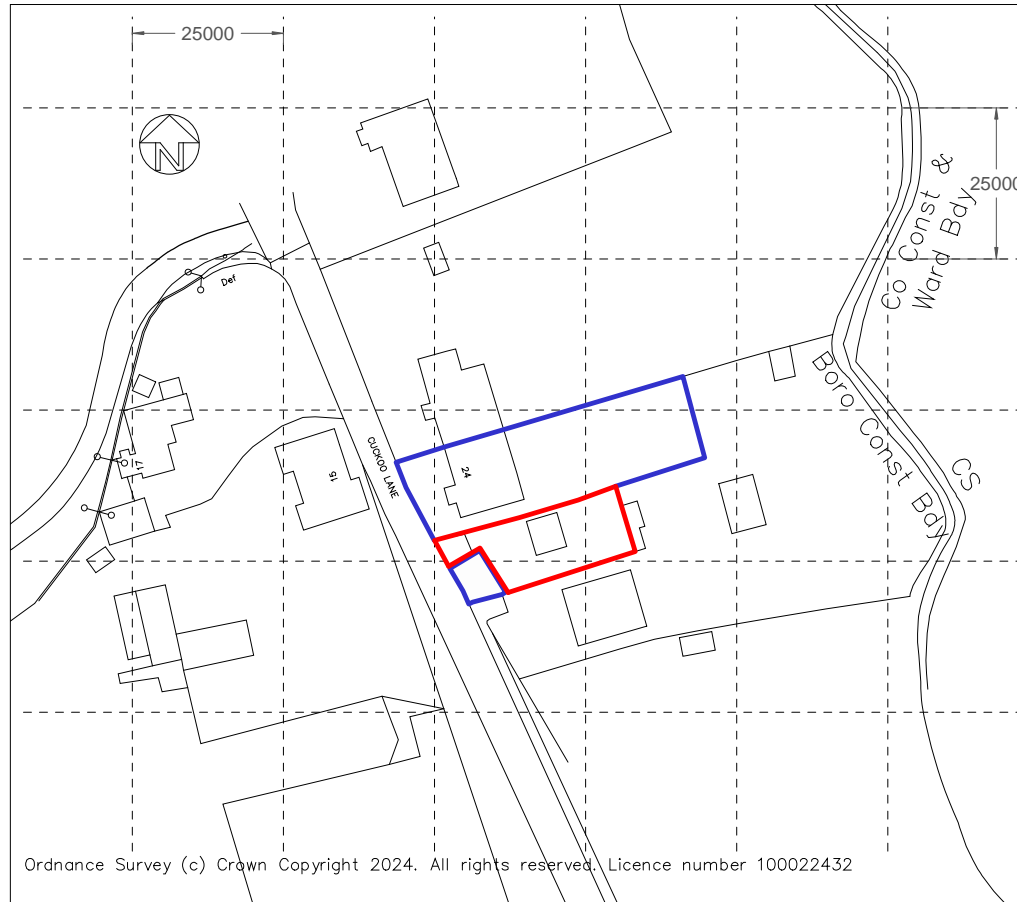 25000
N
25000
Co Const &
Ward Bdy
Def
Boro Const Bdy
CUCKOO LANE
17
15
24
CS
Ordnance Survey (c) Crown Copyright 2024. All rights reserved. Licence number 100022432